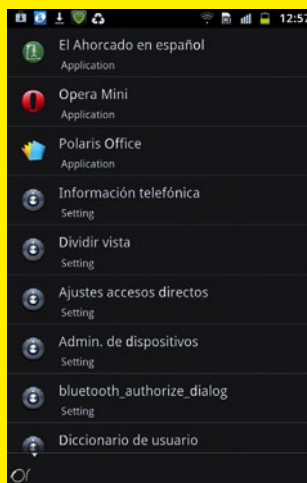 12:57
El Ahorcado en español
Application
Opera Mini
Application
Polaris Office
Application
Información telefónica
Setting
Dividir vista
Setting
Ajustes accesos directos
Setting
Admin. de dispositivos
Setting
bluetooth_authorize_dialog
Setting
Diccionario de usuario